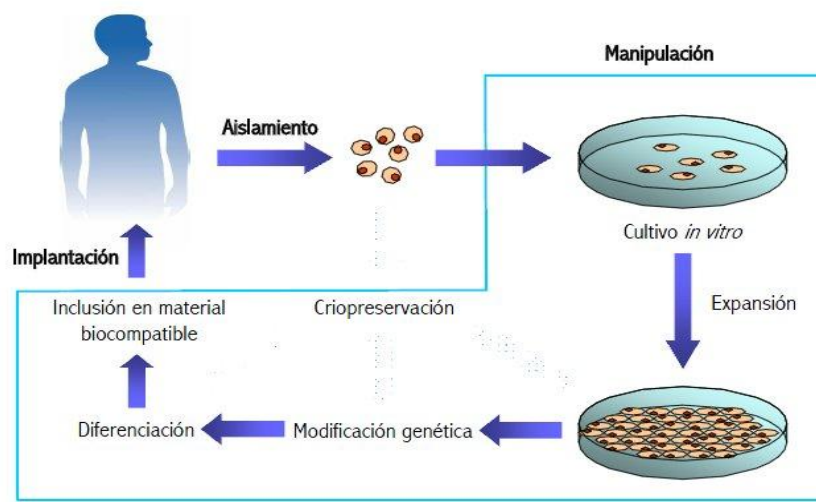 Manipulación
Aislamiento
Cultivo in vitro
Implantación
Expansión
Inclusión en material
biocompatible
Criopreservación
Diferenciación
Modificación genética